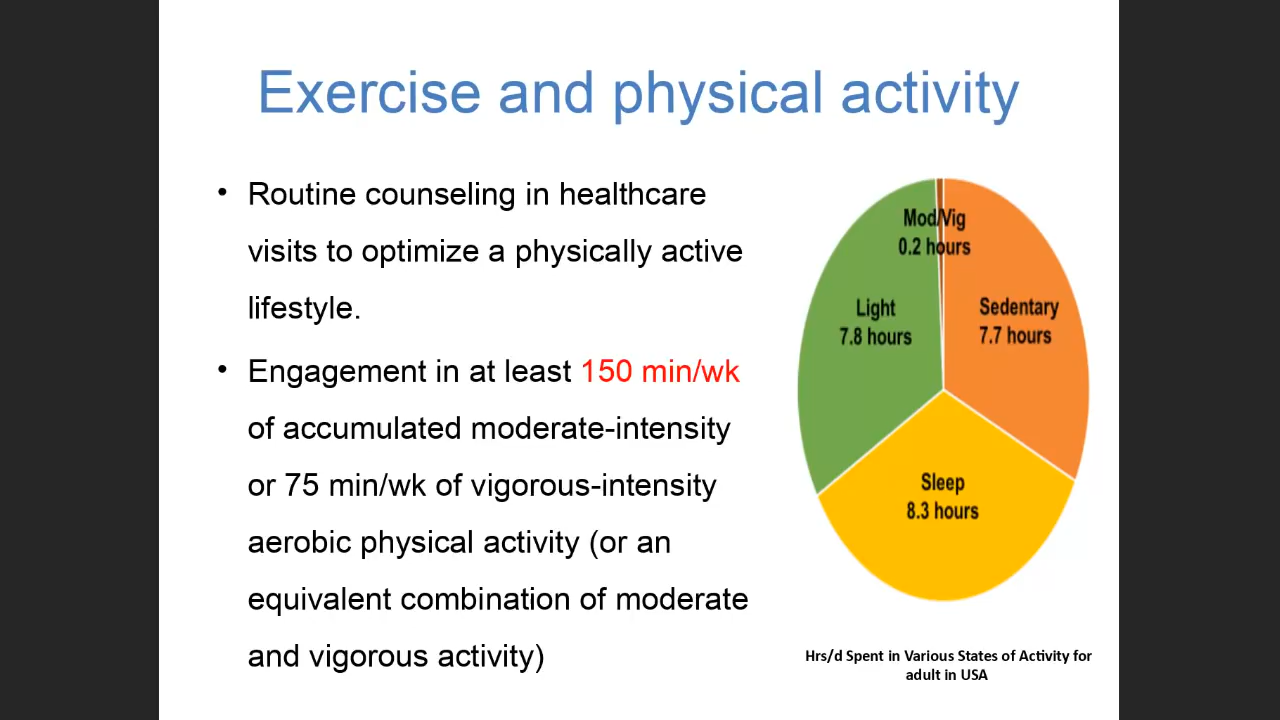 Exercise and physical activity
• Routine counseling in healthcare
visits to optimize a physically active
lifestyle.
• Engagement in at least 150 min/wk
of accumulated moderate-intensity
or 75 min/wk of vigorous-intensity
aerobic physical activity (or an
equivalent combination of moderate
and vigorous activity)
Mod/Vig
0.2 hours
Light
7.8 hours
Sedentary
7.7 hours
Sleep
8.3 hours
Hrs/d Spent in Various States of Activity for
adult in USA